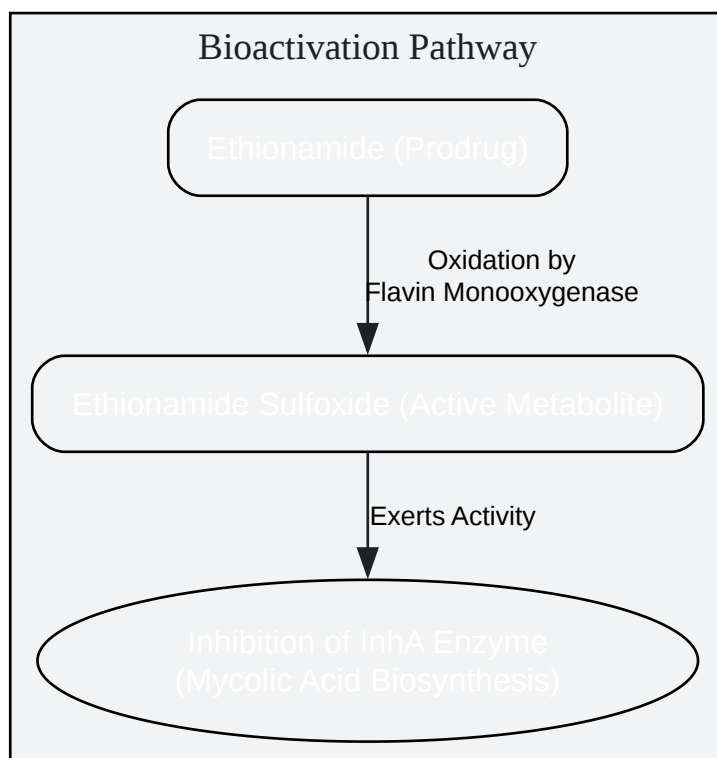 Bioactivation Pathway
Ethionamide (Prodrug)
Oxidation by
Flavin Monooxygenase
Ethionamide Sulfoxide (Active Metabolite)
Exerts Activity
Inhibition of InhA Enzyme
(Mycolic Acid Biosynthesis)